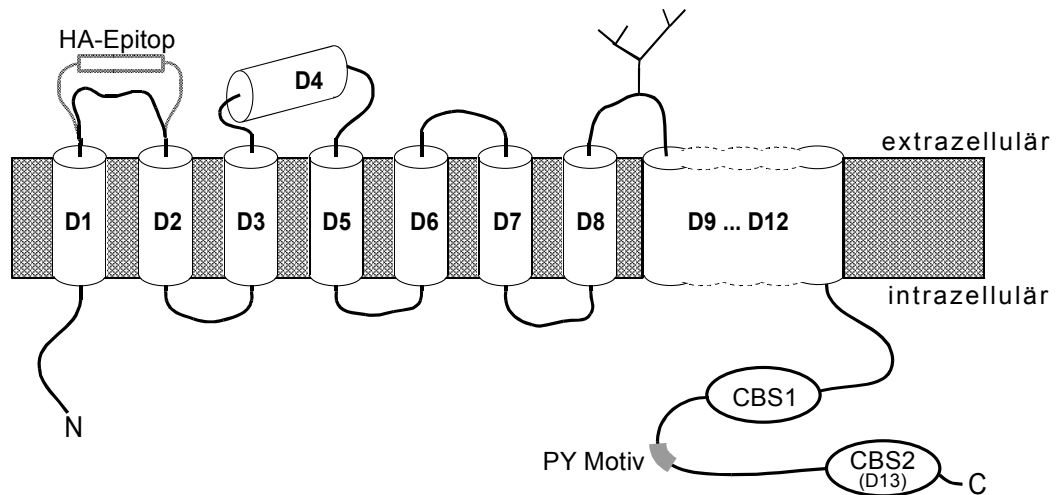 HA-Epitop
D4
extrazellulär
D1
D2
D3
D5
D6
D7
D8
D9 ... D12
intrazellulär
N
CBS1
PY Motiv
CBS2
(D13)
C